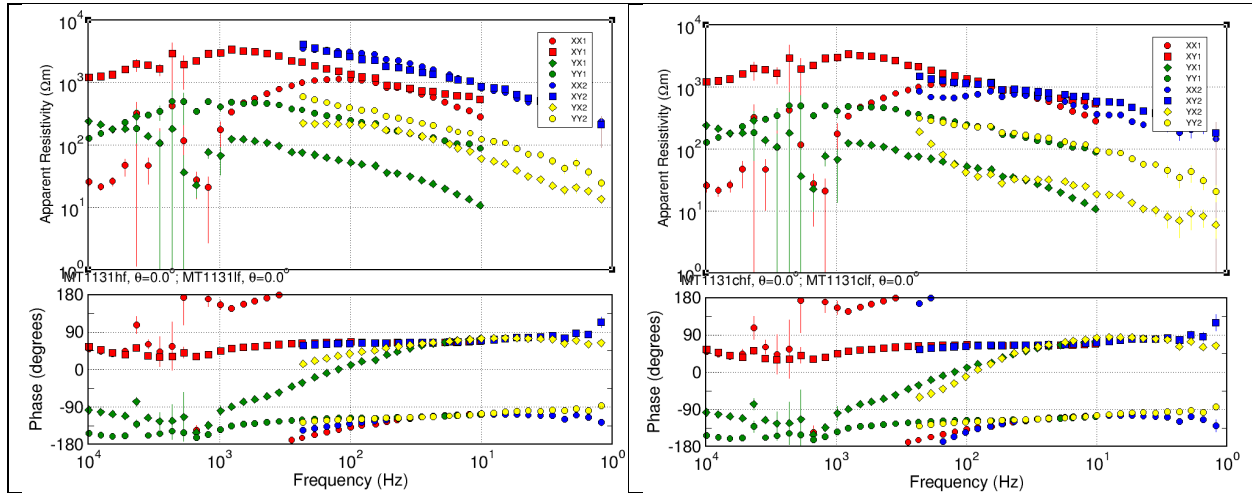 10⁴
10³
10²
10¹
10⁰
Apparent Resistivity (Ωm)
XX1
XY1
YX1
YY1
XX2
XY2
YX2
YY2
MT1131hf, θ=0.0°; MT1131lf, θ=0.0°
180
90
0
-90
-180
Phase (degrees)
10⁴ 10³ 10² 10¹ 10⁰
Frequency (Hz)
10⁴
10³
10²
10¹
10⁰
Apparent Resistivity (Ωm)
XX1
XY1
YX1
YY1
XX2
XY2
YX2
YY2
MT1131chf, θ=0.0°; MT1131clf, θ=0.0°
180
90
0
-90
-180
Phase (degrees)
10⁴ 10³ 10² 10¹ 10⁰
Frequency (Hz)